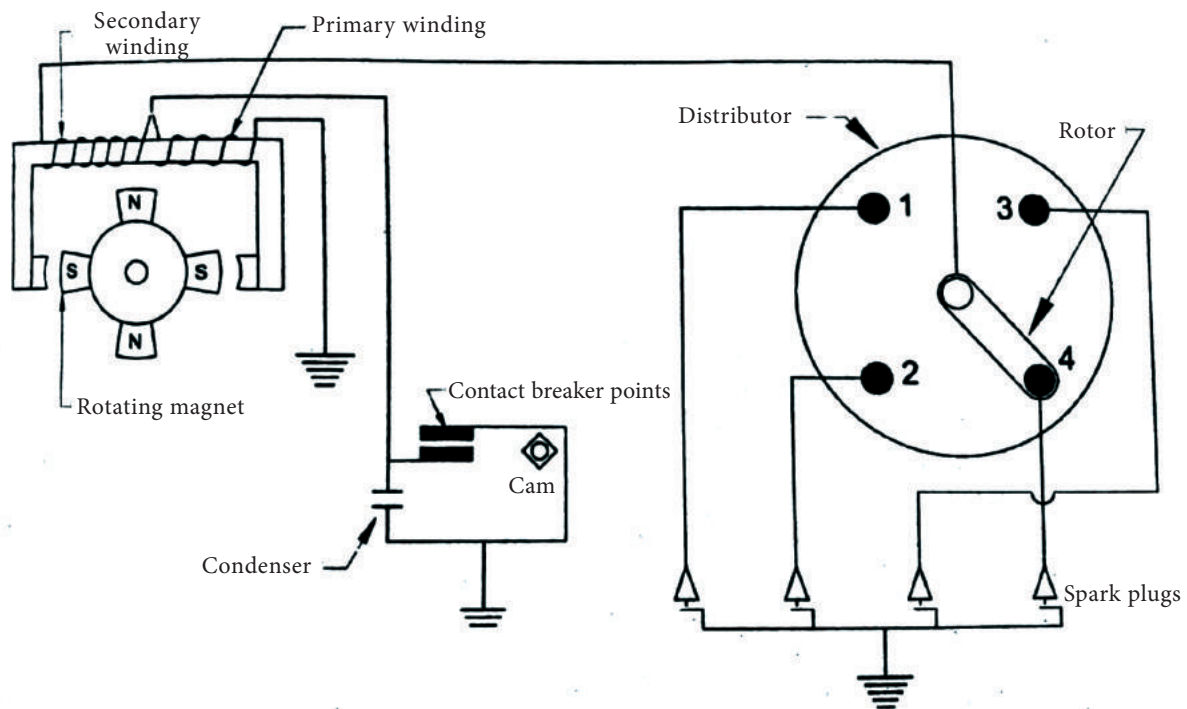 Secondary
winding
Primary winding
Distributor
Rotor
1
3
N
S
S
N
2
4
Rotating magnet
Contact breaker points
Cam
Condenser
Spark plugs